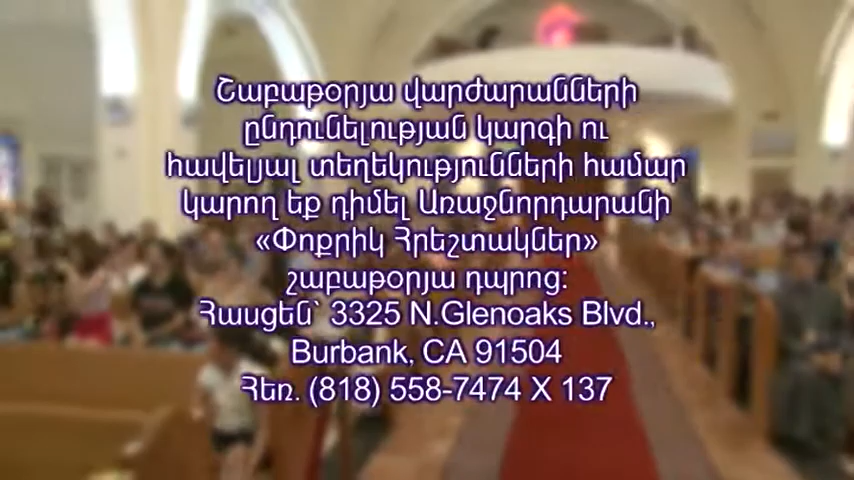 Շաբաթօրյա վարժարանների
ընդունելության կարգի ու
հավելյալ տեղեկությունների համար
կարող եք դիմել Առաջնորդարանի
«Փոքրիկ Հրեշտակներ»
շաբաթօրյա դպրոց:
Հասցեն՝ 3325 N.Glenoaks Blvd.,
Burbank, CA 91504
Հեռ. (818) 558-7474 X 137